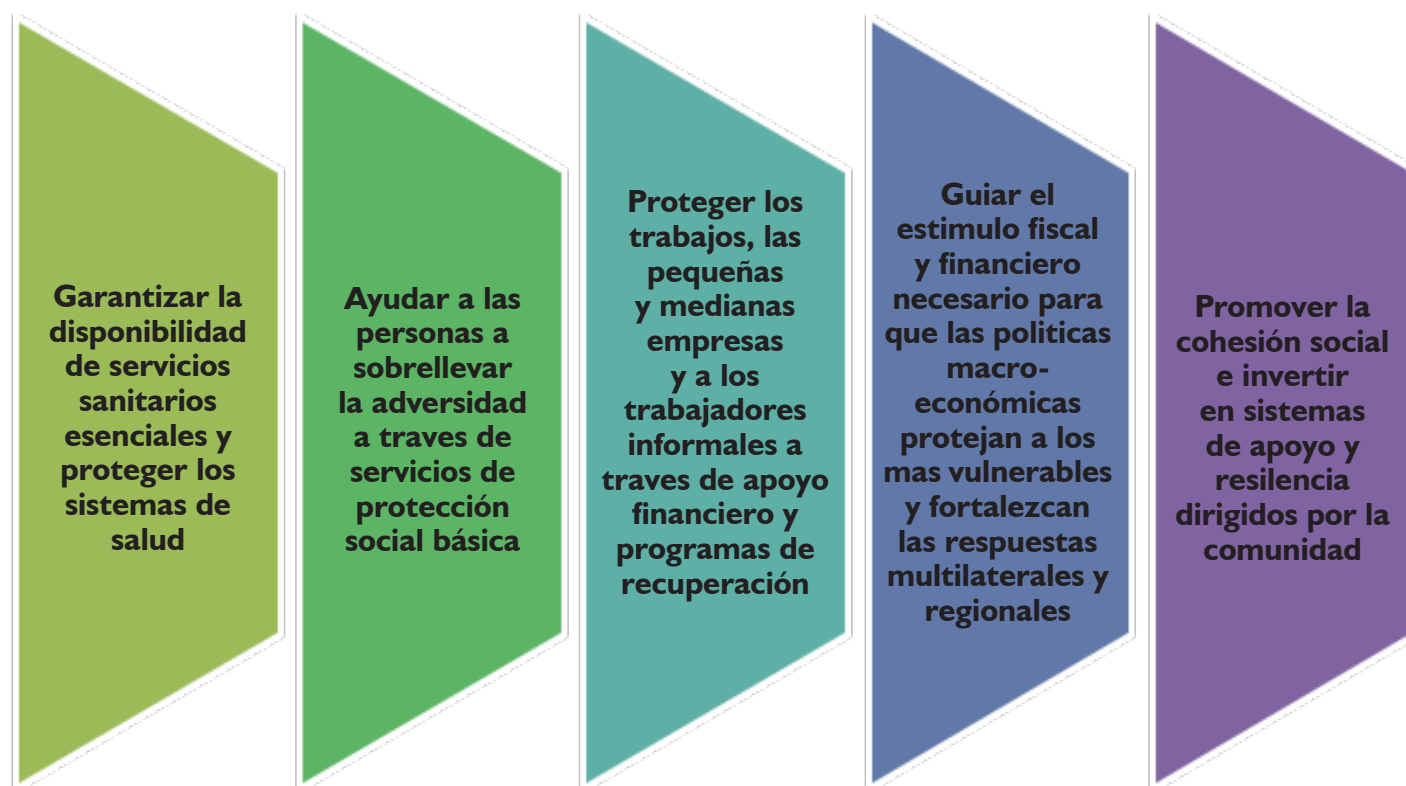 Garantizar la
disponibilidad
de servicios
sanitarios
esenciales y
proteger los
sistemas de
salud
Ayudar a las
personas a
sobrellevar
la adversidad
a traves de
servicios de
protección
social básica
Proteger los
trabajos, las
pequeñas
y medianas
empresas
y a los
trabajadores
informales a
traves de apoyo
financiero y
programas de
recuperación
Guiar el
estimulo fiscal
y financiero
necesario para
que las politicas
macro-
económicas
protejan a los
mas vulnerables
y fortalezcan
las respuestas
multilaterales y
regionales
Promover la
cohesión social
e invertir
en sistemas
de apoyo y
resilencia
dirigidos por la
comunidad